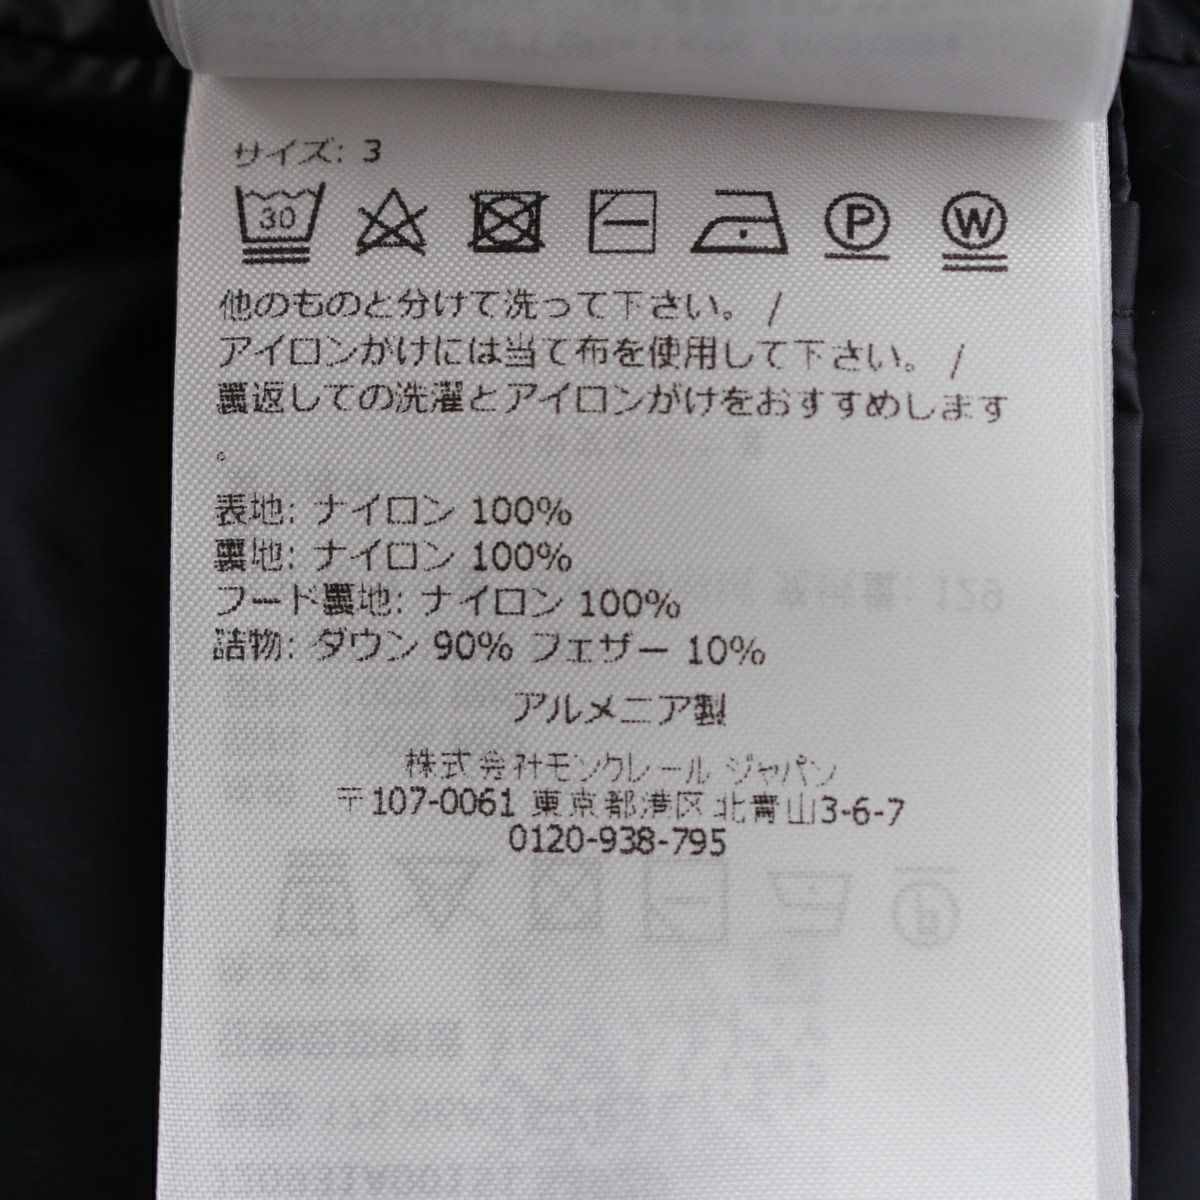 サイズ: 3
30 P W
他のものと分けて洗って下さい。 /
アイロンがけには当て布を使用して下さい。 /
裏返しての洗濯とアイロンがけをおすすめします
。
表地: ナイロン 100%
裏地: ナイロン 100%
フード裏地: ナイロン 100%
詰物: ダウン 90% フェザー 10%
アルメニア製
株式会社モンクレール ジャパン
〒107-0061 東京都港区北青山3-6-7
0120-938-795